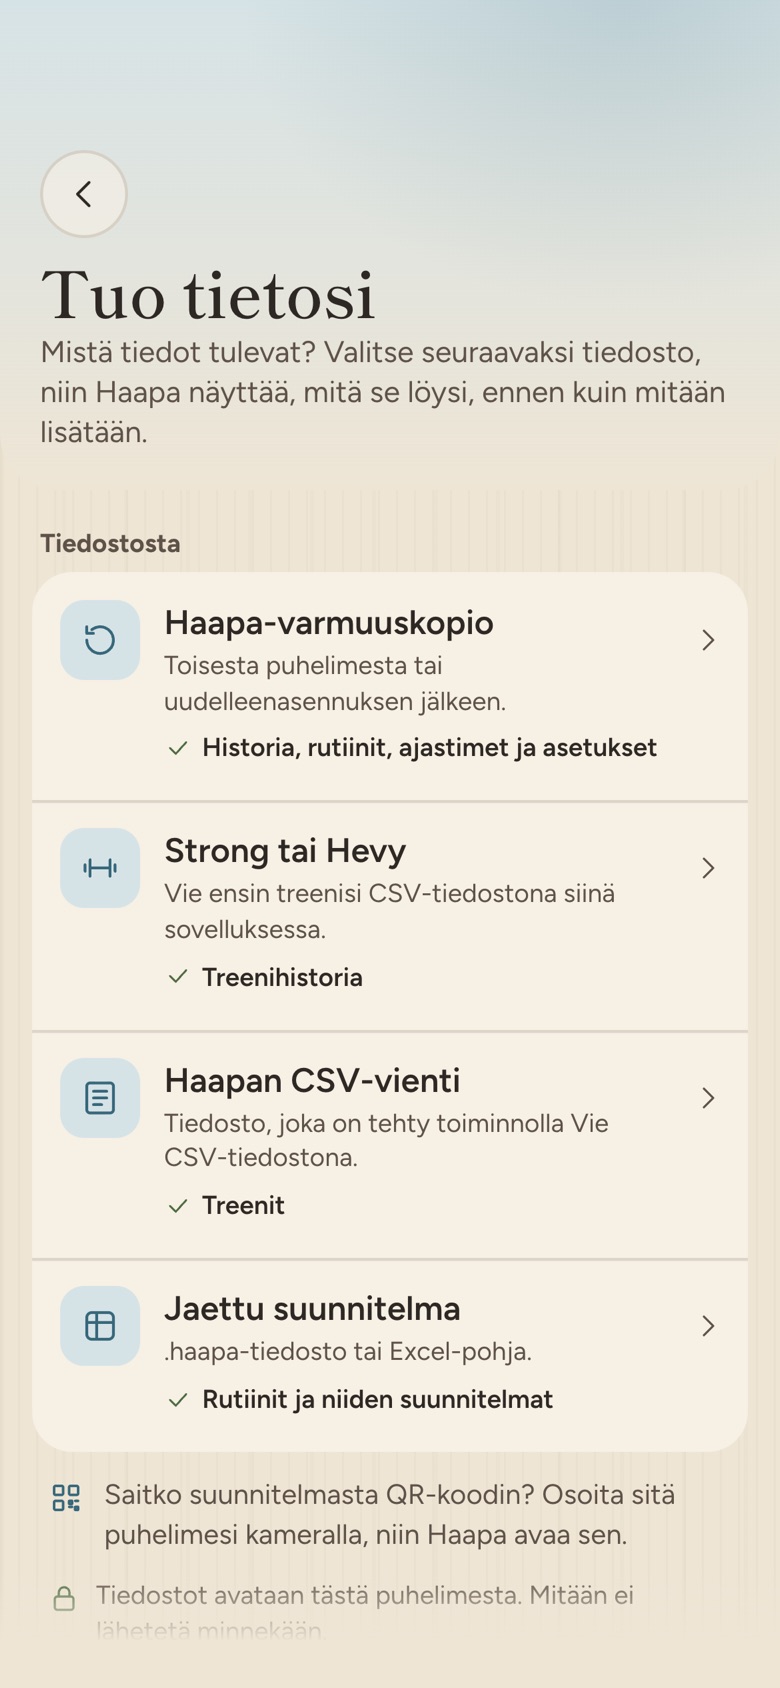 Tuo tietosi
Mistä tiedot tulevat? Valitse seuraavaksi tiedosto,
niin Haapa näyttää, mitä se löysi, ennen kuin mitään
lisätään.
Tiedostosta
Haapa-varmuuskopio
Toisesta puhelimesta tai
uudelleenasennuksen jälkeen.
Historia, rutiinit, ajastimet ja asetukset
Strong tai Hevy
Vie ensin treenisi CSV-tiedostona siinä
sovelluksessa.
Treenihistoria
Haapan CSV-vienti
Tiedosto, joka on tehty toiminnolla Vie
CSV-tiedostona.
Treenit
Jaettu suunnitelma
.haapa-tiedosto tai Excel-pohja.
Rutiinit ja niiden suunnitelmat
Saitko suunnitelmasta QR-koodin? Osoita sitä
puhelimesi kameralla, niin Haapa avaa sen.
Tiedostot avataan tästä puhelimesta. Mitään ei
lähetetä minnekään.